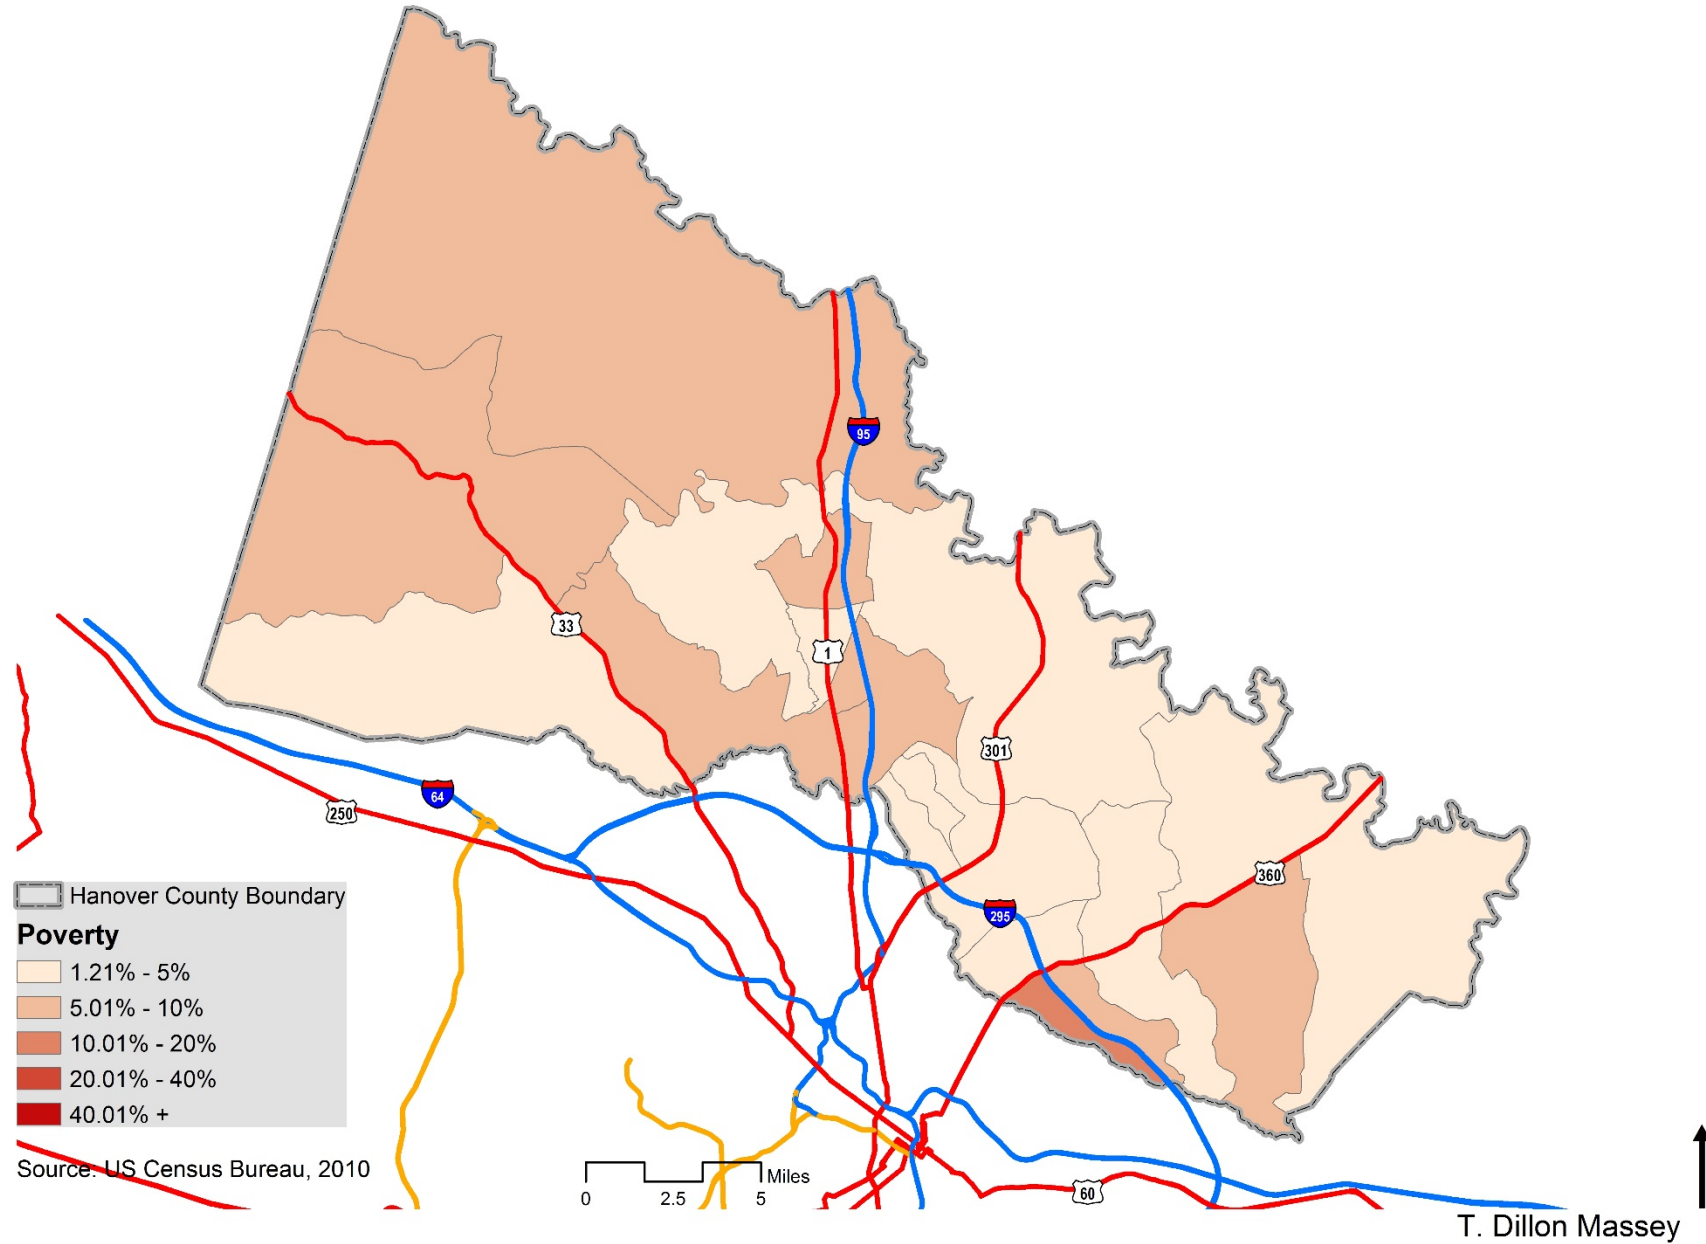 95
33
1
301
64
250
360
295
Hanover County Boundary
Poverty
1.21% - 5%
5.01% - 10%
10.01% - 20%
20.01% - 40%
40.01% +
Source: US Census Bureau, 2010
Miles
0 2.5 5
60
T. Dillon Massey